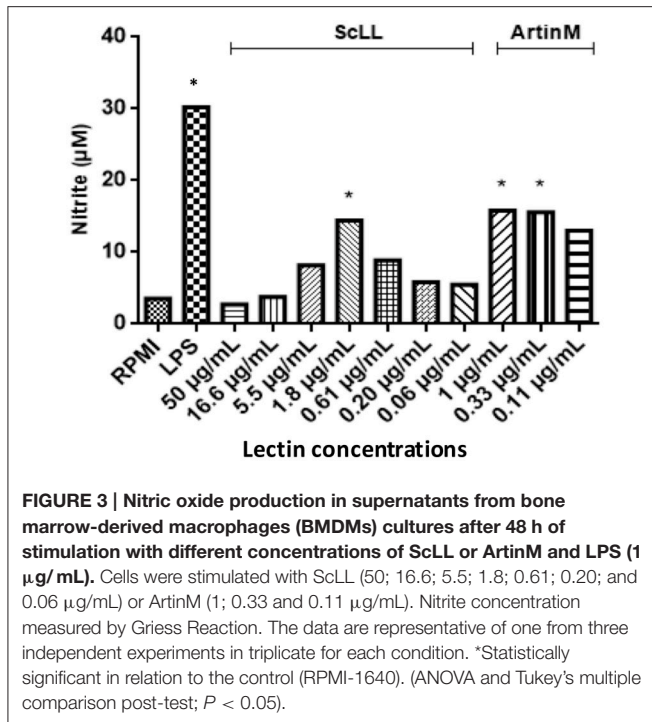 ScLL
ArtinM
40
30
20
10
0
Nitrite (µM)
*
*
*
*
RPMI
LPS
50 µg/mL
16.6 µg/mL
5.5 µg/mL
1.8 µg/mL
0.61 µg/mL
0.20 µg/mL
0.06 µg/mL
1 µg/mL
0.33 µg/mL
0.11 µg/mL
Lectin concentrations
FIGURE 3 | Nitric oxide production in supernatants from bone
marrow-derived macrophages (BMDMs) cultures after 48 h of
stimulation with different concentrations of ScLL or ArtinM and LPS (1
µg/ mL). Cells were stimulated with ScLL (50; 16.6; 5.5; 1.8; 0.61; 0.20; and
0.06 µg/mL) or ArtinM (1; 0.33 and 0.11 µg/mL). Nitrite concentration
measured by Griess Reaction. The data are representative of one from three
independent experiments in triplicate for each condition. *Statistically
significant in relation to the control (RPMI-1640). (ANOVA and Tukey's multiple
comparison post-test; P < 0.05).